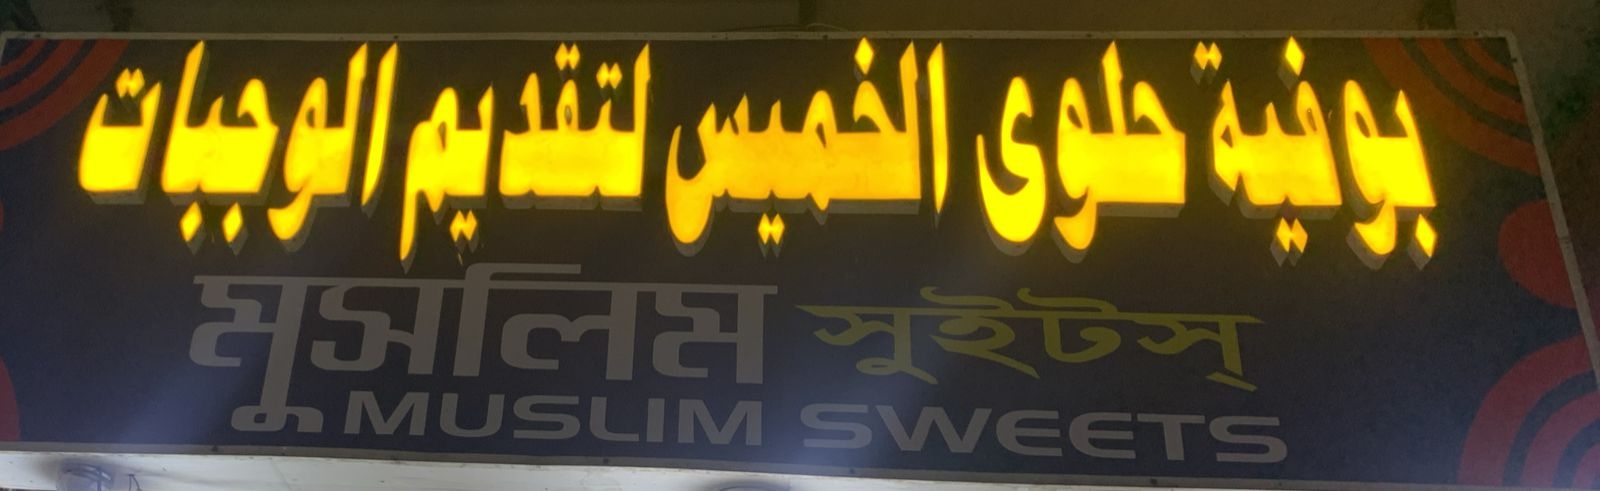 بوفية حلوى الخميس لتقديم الوجبات
মুসলিম সুইটস্
MUSLIM SWEETS